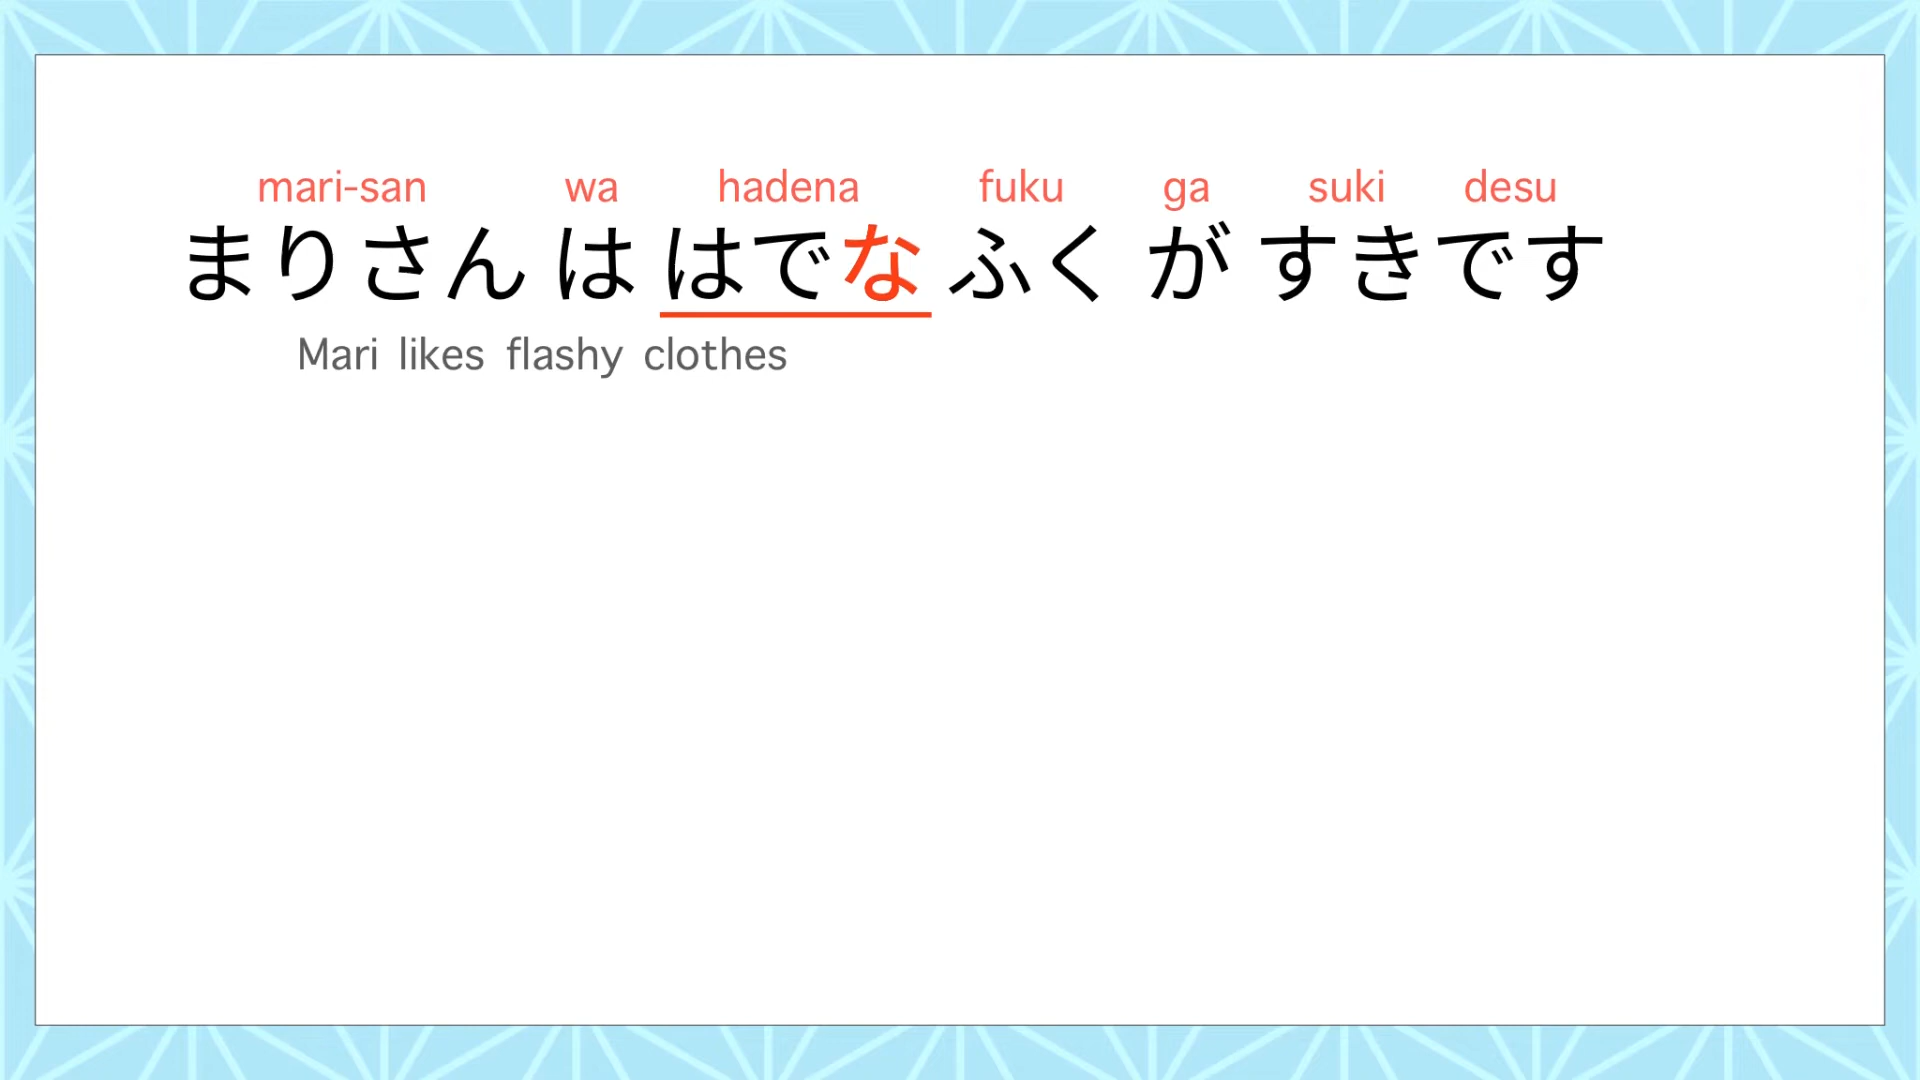 mari-san wa hadena fuku ga suki desu
まりさん は はでな ふく が すきです
Mari likes flashy clothes